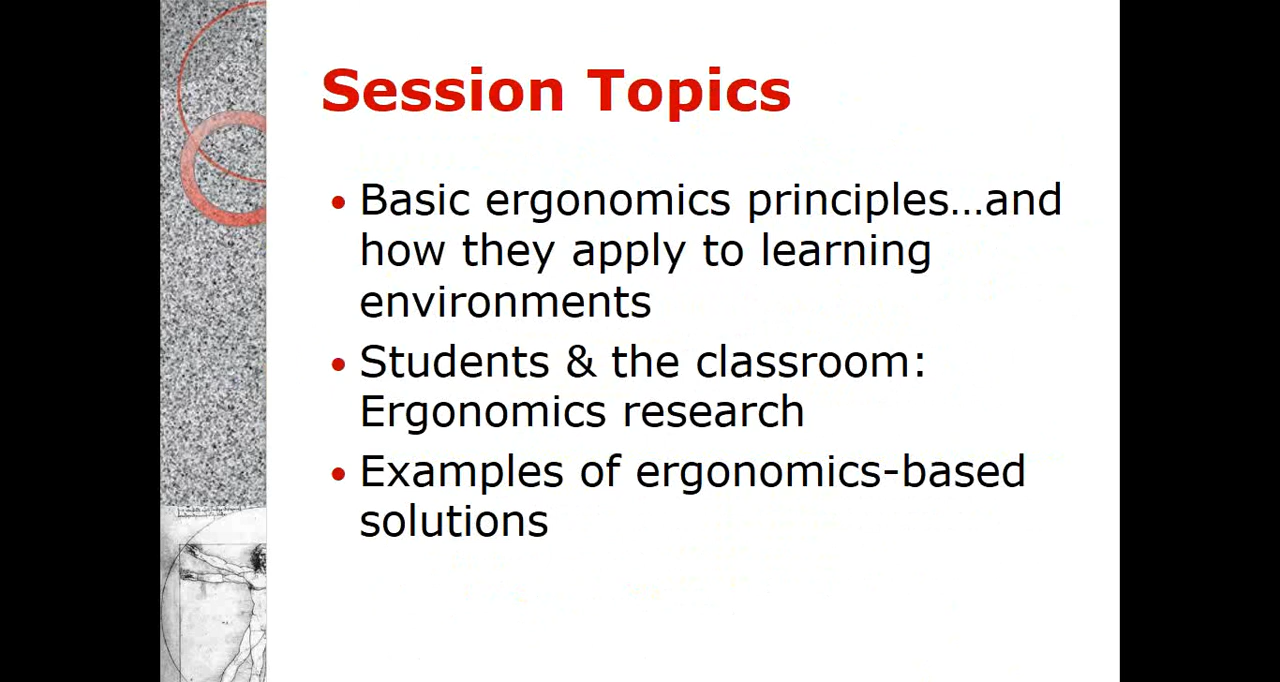 Session Topics
• Basic ergonomics principles…and
how they apply to learning
environments
• Students & the classroom:
Ergonomics research
• Examples of ergonomics-based
solutions